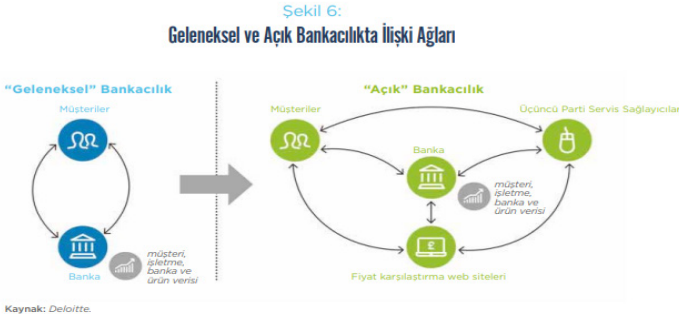 Şekil 6:
Geleneksel ve Açık Bankacılıkta İlişki Ağları
“Geleneksel” Bankacılık
Müşteriler
Banka
müşteri,
işletme,
banka ve
ürün verisi
“Açık” Bankacılık
Müşteriler
Üçüncü Parti Servis Sağlayıcılar
Banka
müşteri,
işletme,
banka ve
ürün verisi
£
Fiyat karşılaştırma web siteleri
Kaynak: Deloitte.